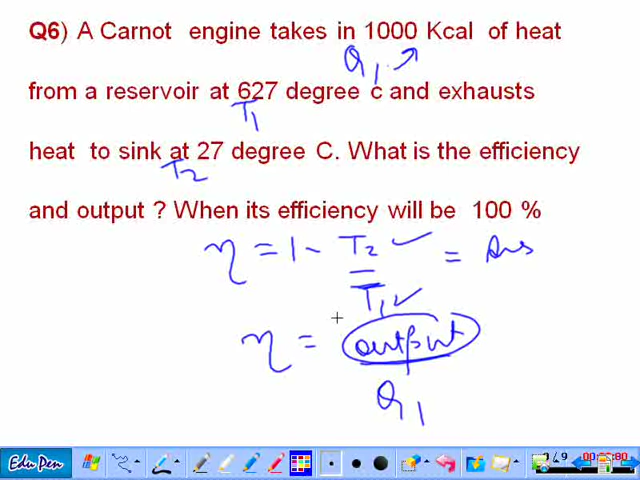 Q6) A Carnot engine takes in 1000 Kcal of heat
Q1
from a reservoir at 627 degree c and exhausts
T1
heat to sink at 27 degree C. What is the efficiency
T2
and output ? When its efficiency will be 100 %
η = 1 - T2 / T1 = Ans
η = output / Q1
Edu Pen